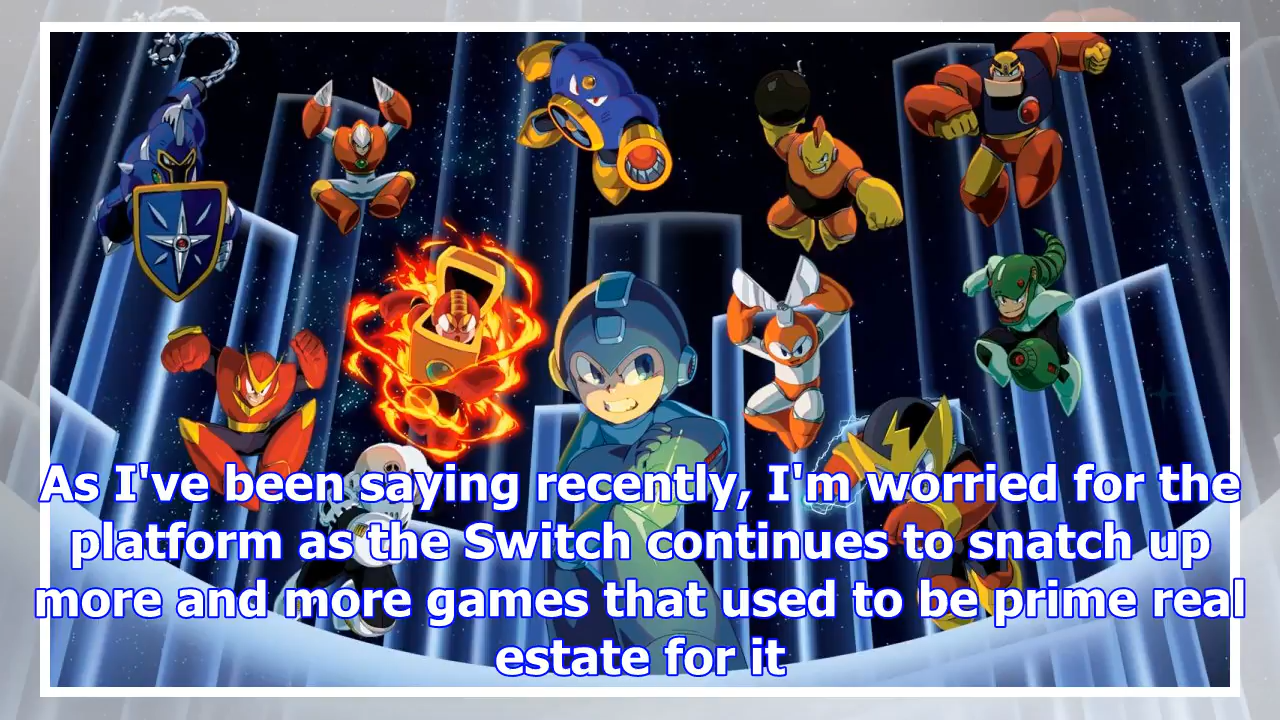 As I've been saying recently, I'm worried for the
platform as the Switch continues to snatch up
more and more games that used to be prime real
estate for it